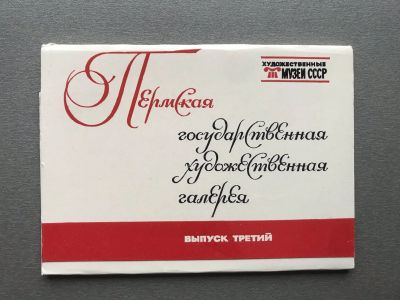 ХУДОЖЕСТВЕННЫЕ
МУЗЕИ СССР
Пермская
государственная
художественная
галерея
ВЫПУСК ТРЕТИЙ